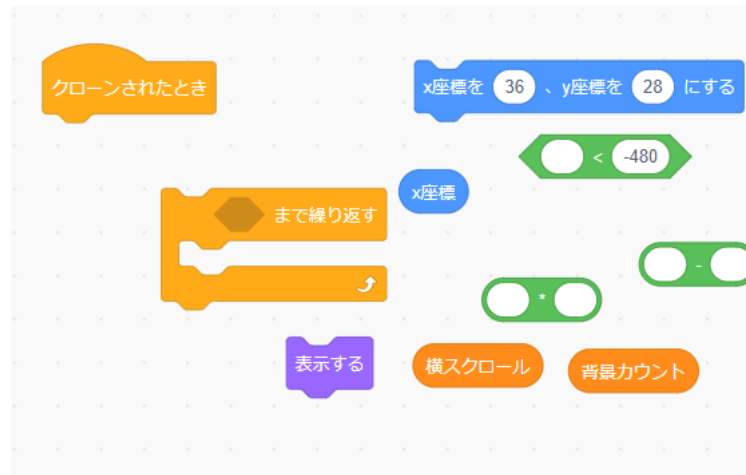 クローンされたとき
x座標を 36 、y座標を 28 にする
< -480
x座標
まで繰り返す
-
*
表示する
横スクロール
背景カウント